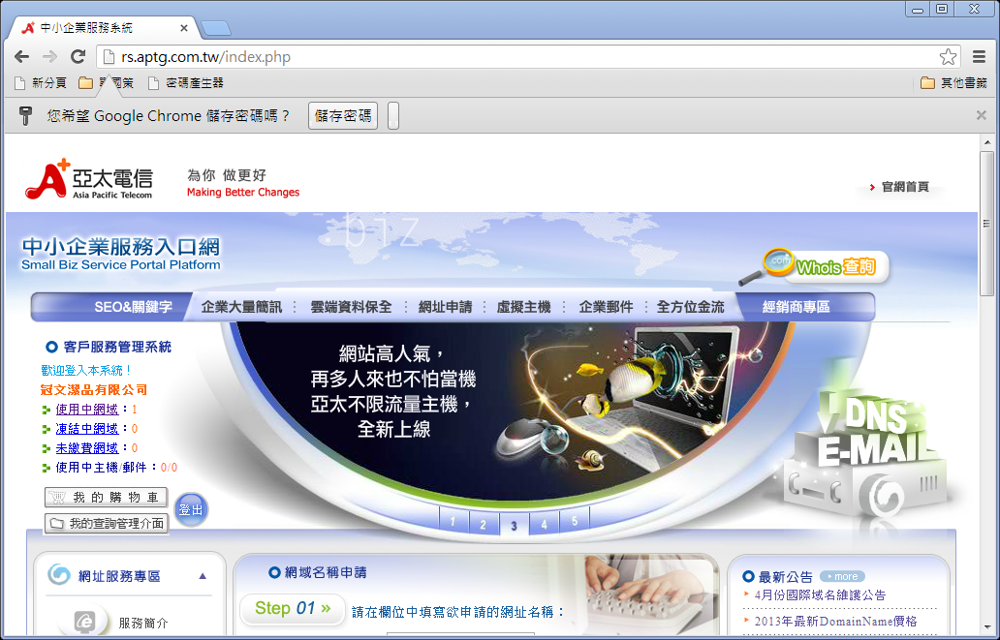 中小企業服務系統
rs.aptg.com.tw/index.php
新分頁
國策
密碼產生器
其他書籤
您希望 Google Chrome 儲存密碼嗎？
儲存密碼
亞太電信
Asia Pacific Telecom
為你 做更好
Making Better Changes
官網首頁
.biz
中小企業服務入口網
Small Biz Service Portal Platform
.com
Whois查詢
SEO&關鍵字
企業大量簡訊
雲端資料保全
網址申請
虛擬主機
企業郵件
全方位金流
經銷商專區
客戶服務管理系統
歡迎登入本系統！
冠文潔品有限公司
使用中網域：1
凍結中網域：0
未繳費網域：0
使用中主機/郵件：0/0
我的購物車
我的查詢管理介面
登出
網站高人氣，
再多人來也不怕當機
亞太不限流量主機，
全新上線
1 2 3 4 5
DNS
E-MAIL
網址服務專區
服務簡介
網域名稱申請
Step 01 »
請在欄位中填寫欲申請的網址名稱：
最新公告
more
4月份國際域名維護公告
2013年最新DomainName價格